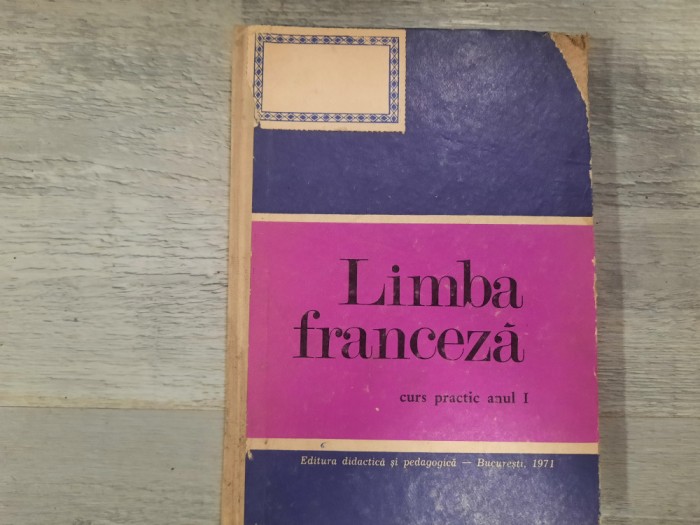 Limba
franceză
curs practic anul I
Editura didactică și pedagogică — București, 1971